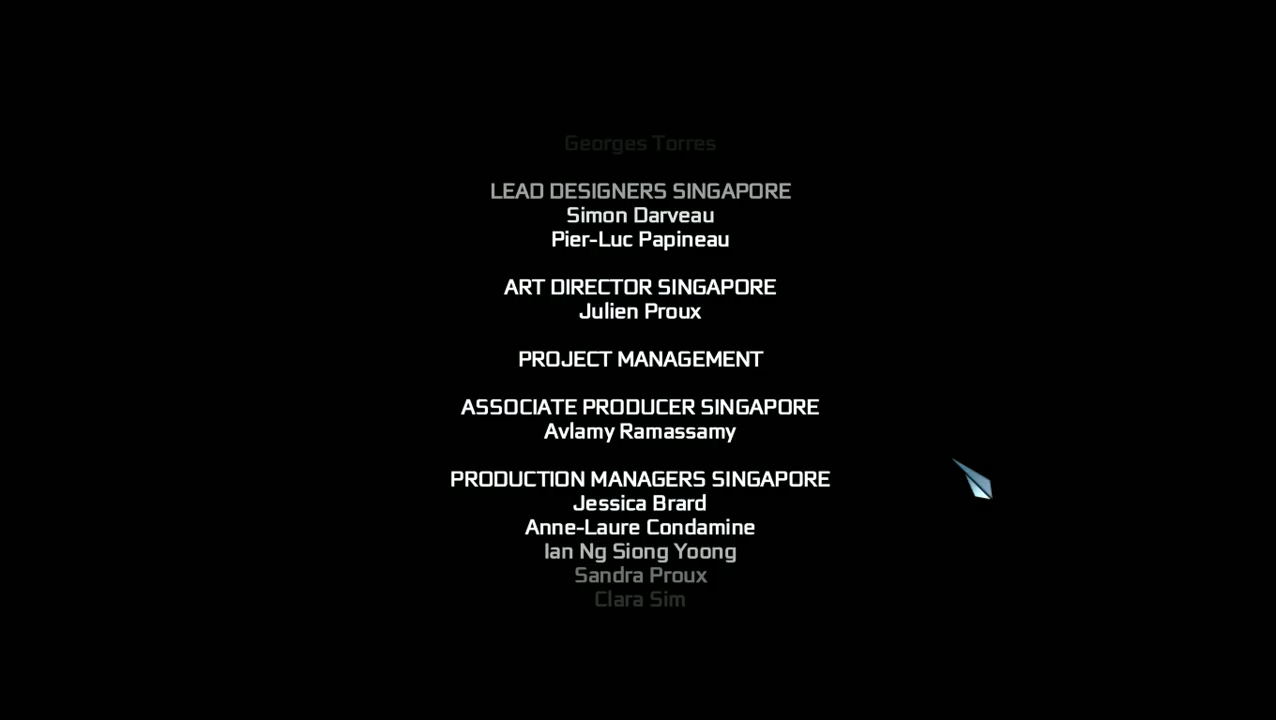 Georges Torres
LEAD DESIGNERS SINGAPORE
Simon Darveau
Pier-Luc Papineau
ART DIRECTOR SINGAPORE
Julien Proux
PROJECT MANAGEMENT
ASSOCIATE PRODUCER SINGAPORE
Avlamy Ramassamy
PRODUCTION MANAGERS SINGAPORE
Jessica Brard
Anne-Laure Condamine
Ian Ng Siong Yoong
Sandra Proux
Clara Sim